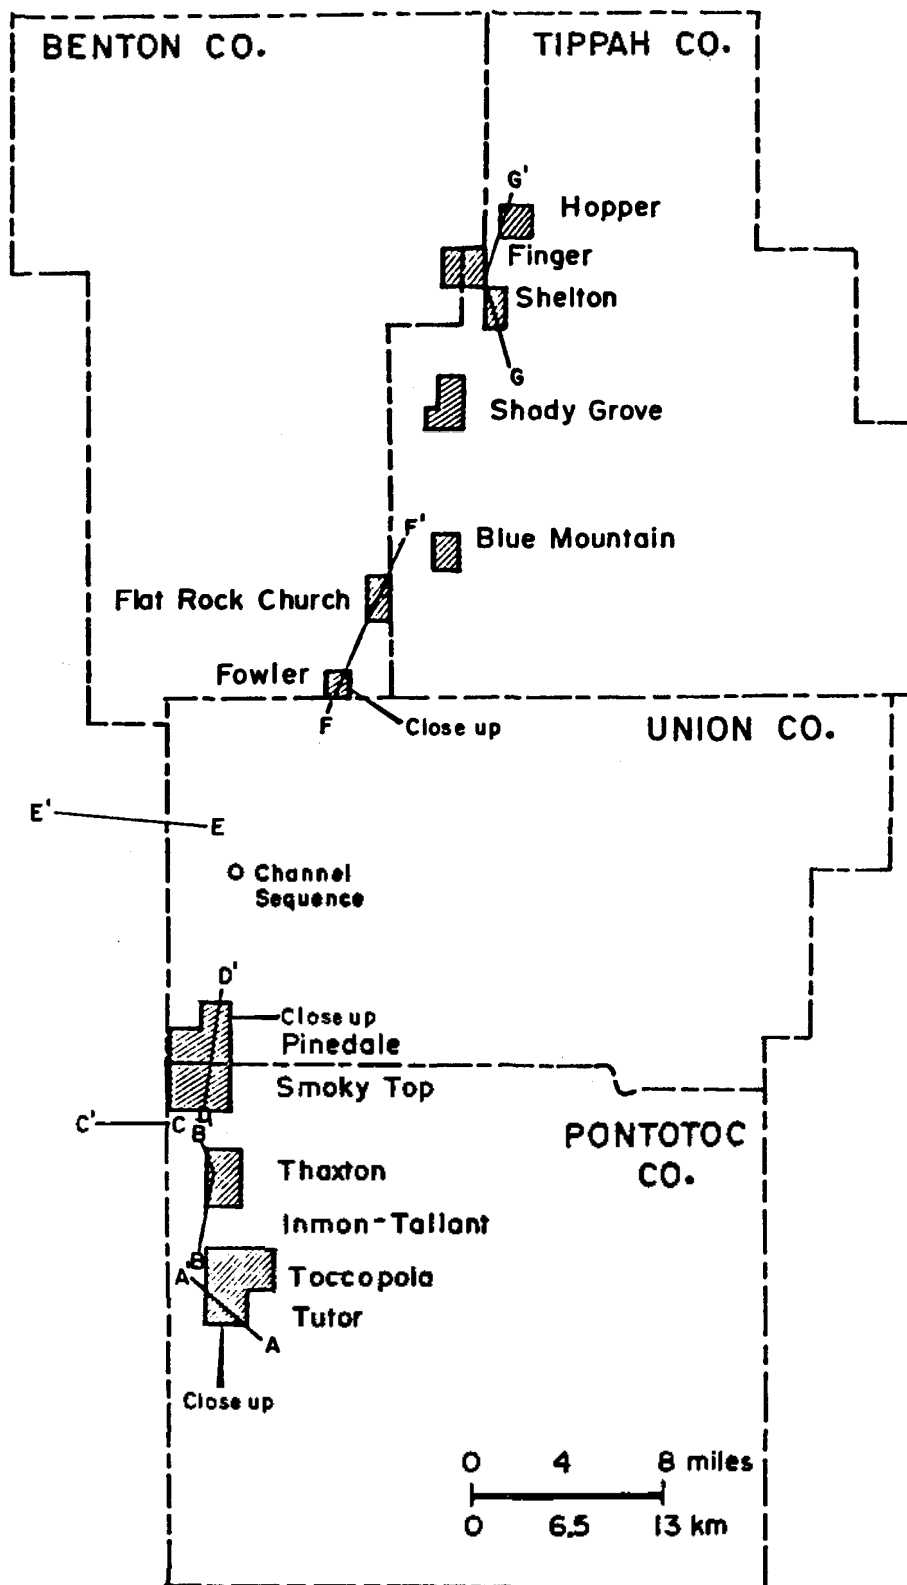 BENTON CO.
TIPPAH CO.
G'
Hopper
Finger
Shelton
G
Shady Grove
F'
Blue Mountain
Flat Rock Church
Fowler
F
Close up
UNION CO.
E'
E
Channel
Sequence
D'
Close up
Pinedale
Smoky Top
C'
C
D
B'
PONTOTOC
CO.
Thaxton
Inmon-Tallant
B
A'
Toccopola
Tutor
A
Close up
0 4 8 miles
0 6.5 13 km